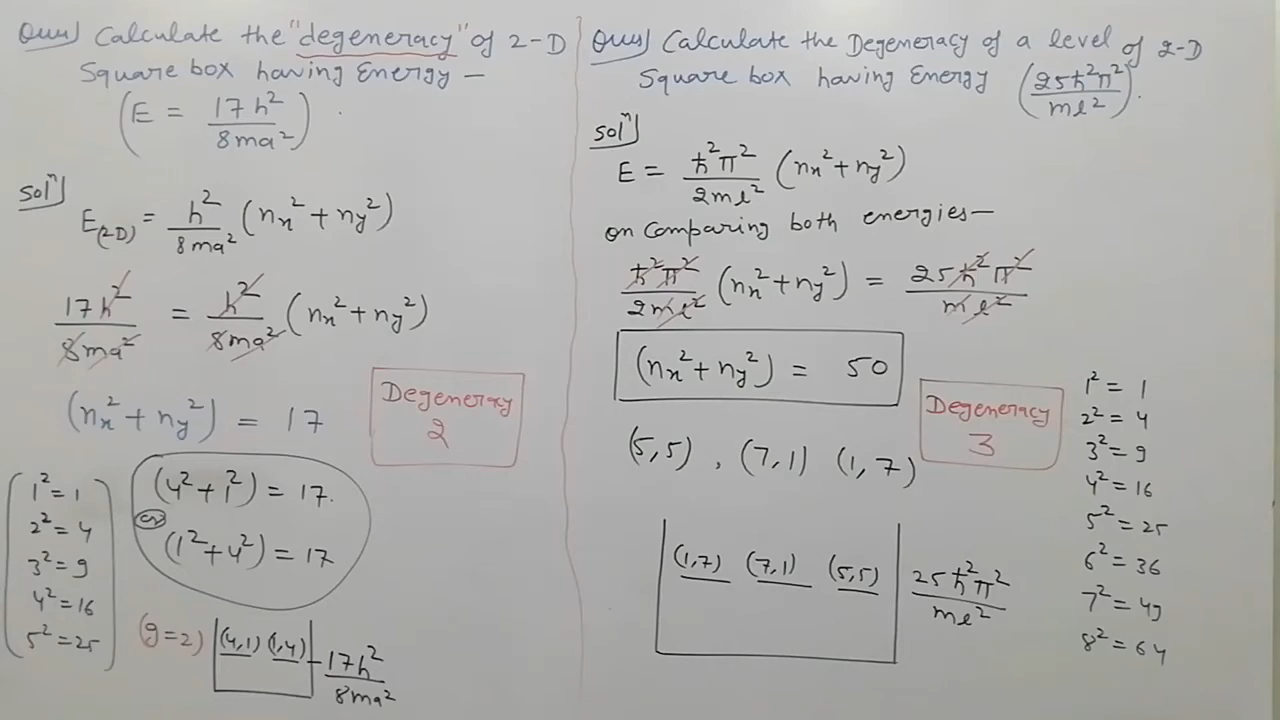 Ques) Calculate the "degeneracy" of 2-D
Square box having Energy –
(E = 17h²/8ma²).
Solⁿ)
E(2-D) = h²/8ma² (nx² + ny²)
17h²/8ma² = h²/8ma² (nx² + ny²)
(nx² + ny²) = 17
Degeneracy
2
1² = 1
2² = 4
3² = 9
4² = 16
5² = 25
(4² + 1²) = 17.
or
(1² + 4²) = 17
(g = 2)
(4,1) (1,4)
17h²/8ma²
Ques) Calculate the Degeneracy of a level of 2-D
Square box having Energy (25ħ²π²/ml²).
Solⁿ)
E = ħ²π²/2ml² (nx² + ny²)
on comparing both energies –
ħ²π²/2ml² (nx² + ny²) = 25ħ²π²/ml²
(nx² + ny²) = 50
(5,5) , (7,1) (1,7)
Degeneracy
3
(1,7) (7,1) (5,5)
25ħ²π²/ml²
1² = 1
2² = 4
3² = 9
4² = 16
5² = 25
6² = 36
7² = 49
8² = 64